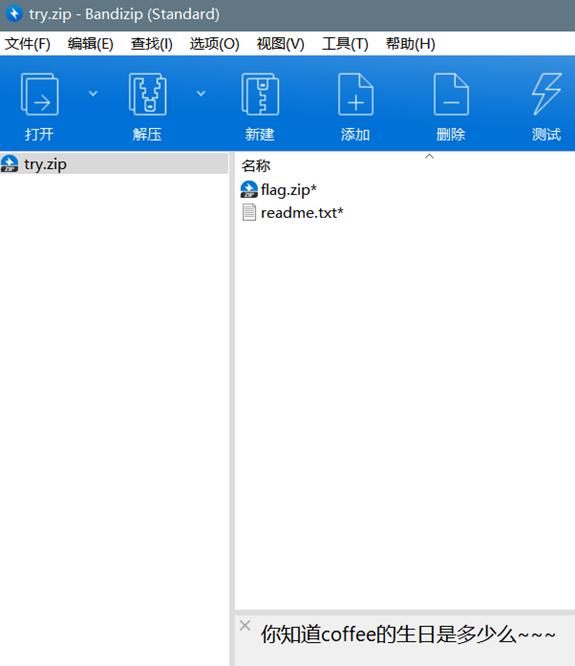 try.zip - Bandizip (Standard)
文件(F) 编辑(E) 查找(I) 选项(O) 视图(V) 工具(T) 帮助(H)
打开 解压 新建 添加 删除 测试
try.zip
名称
flag.zip*
readme.txt*
你知道coffee的生日是多少么~~~